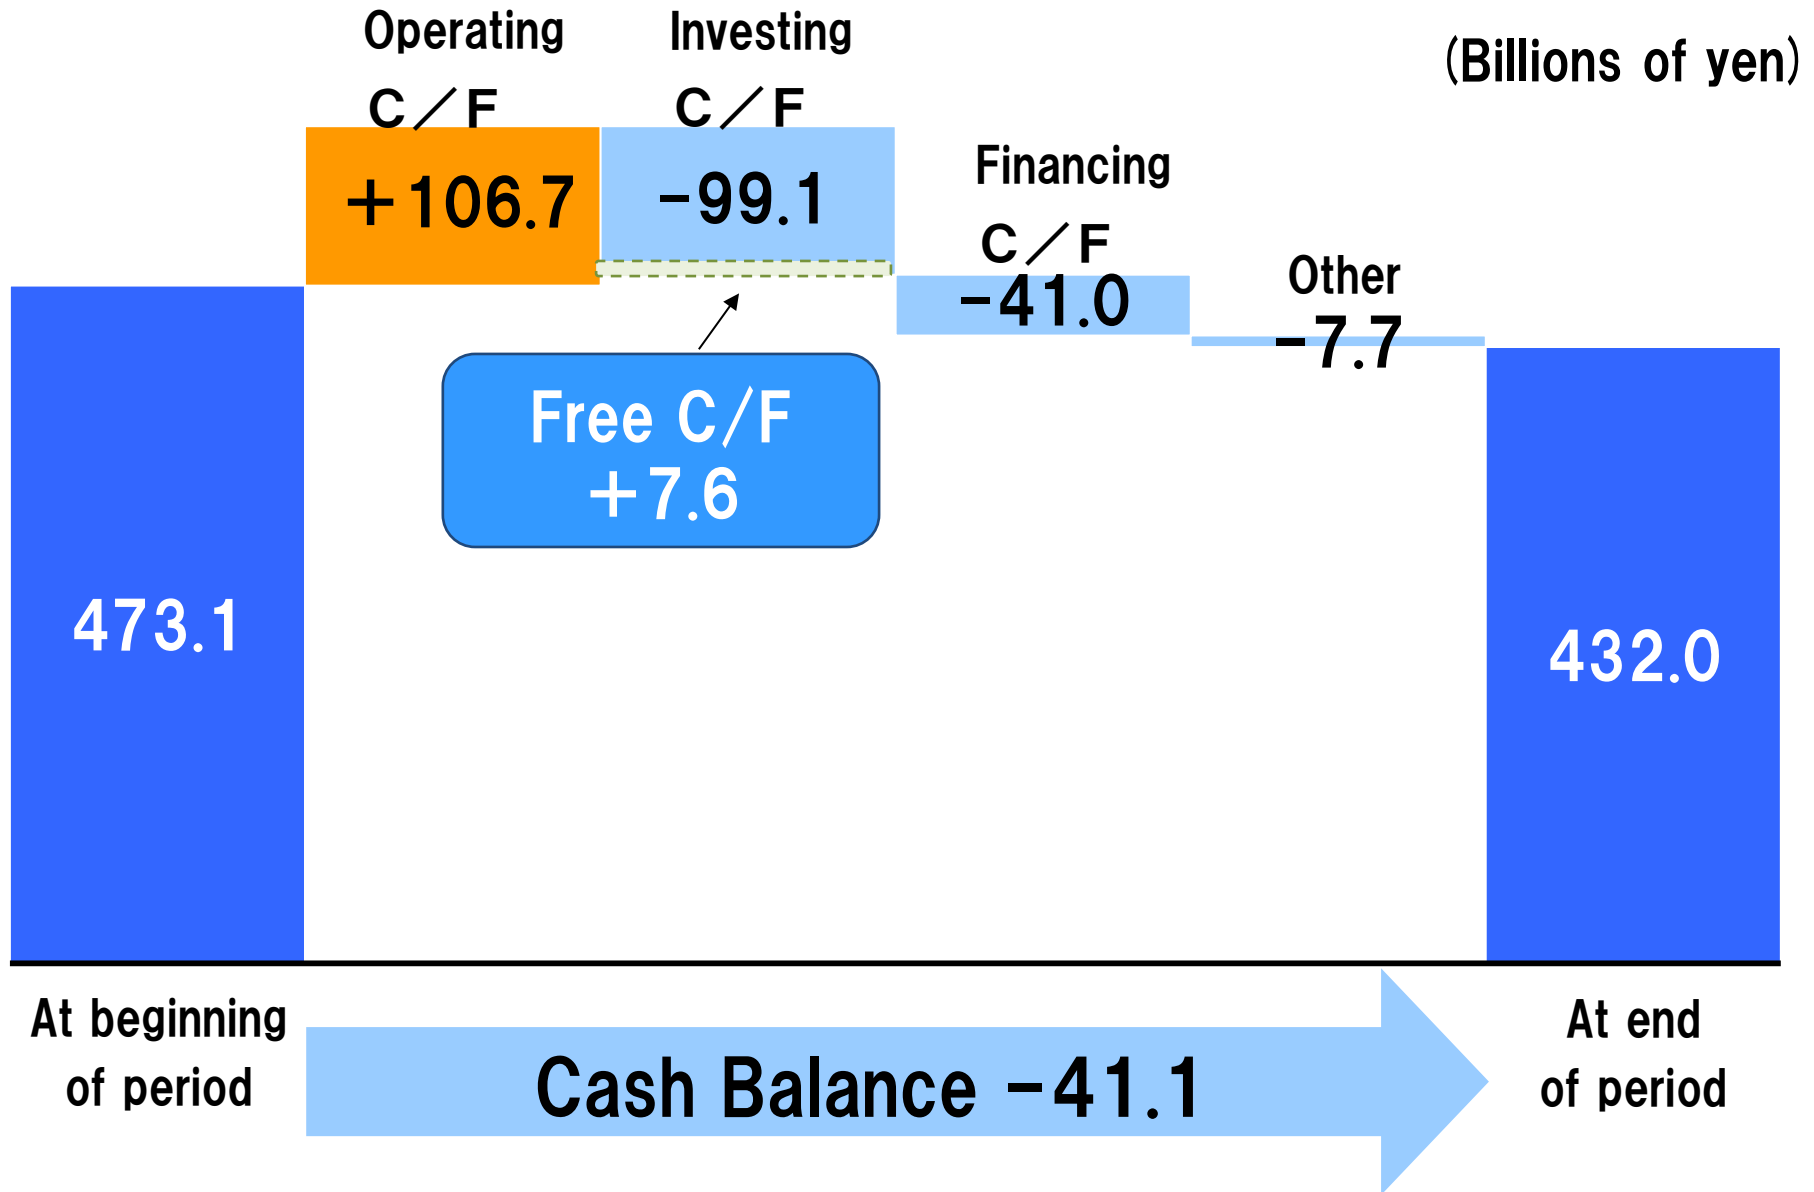 (Billions of yen)
Operating
C／F
+106.7
Investing
C／F
-99.1
Financing
C／F
-41.0
Other
-7.7
Free C/F
+7.6
473.1
432.0
At beginning
of period
Cash Balance -41.1
At end
of period